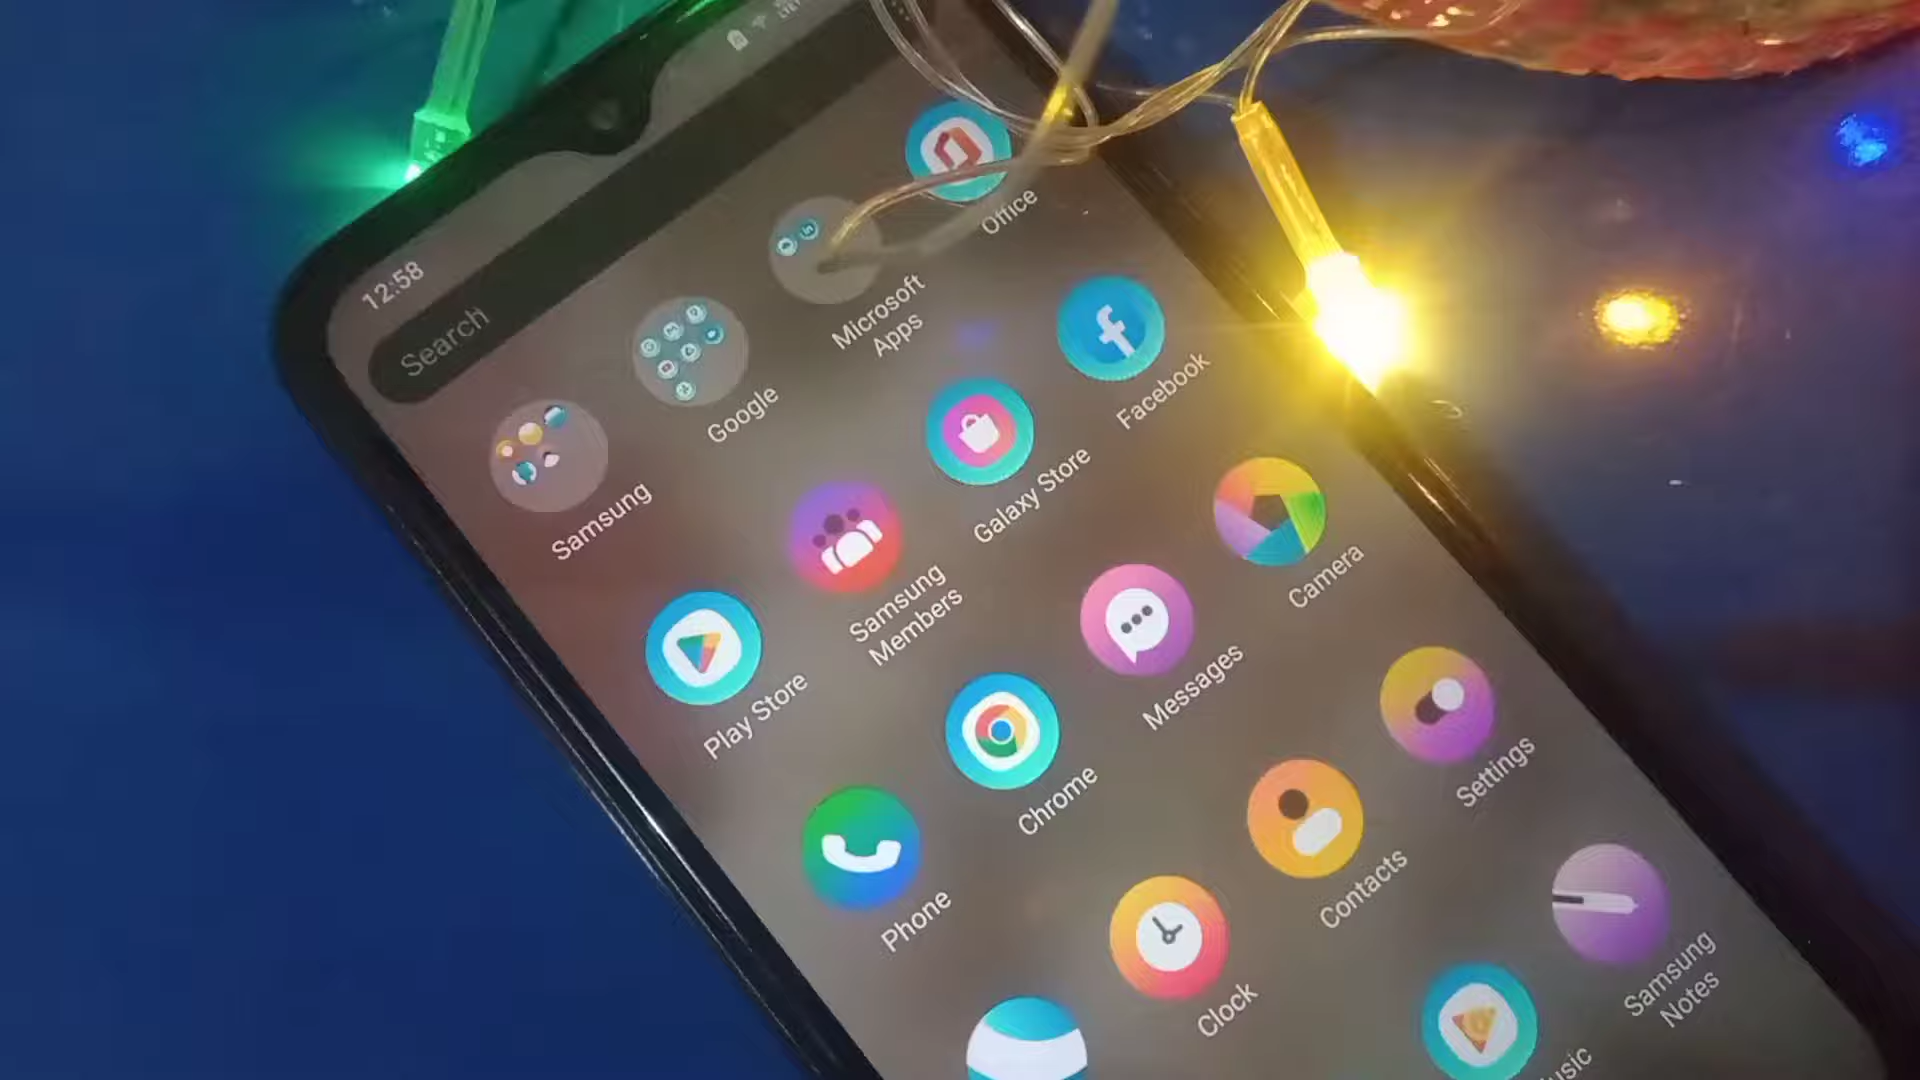 12:58
Search
Samsung
Google
Microsoft
Apps
Office
Play Store
Samsung
Members
Galaxy Store
Facebook
Phone
Chrome
Messages
Camera
Clock
Contacts
Settings
Samsung
Notes